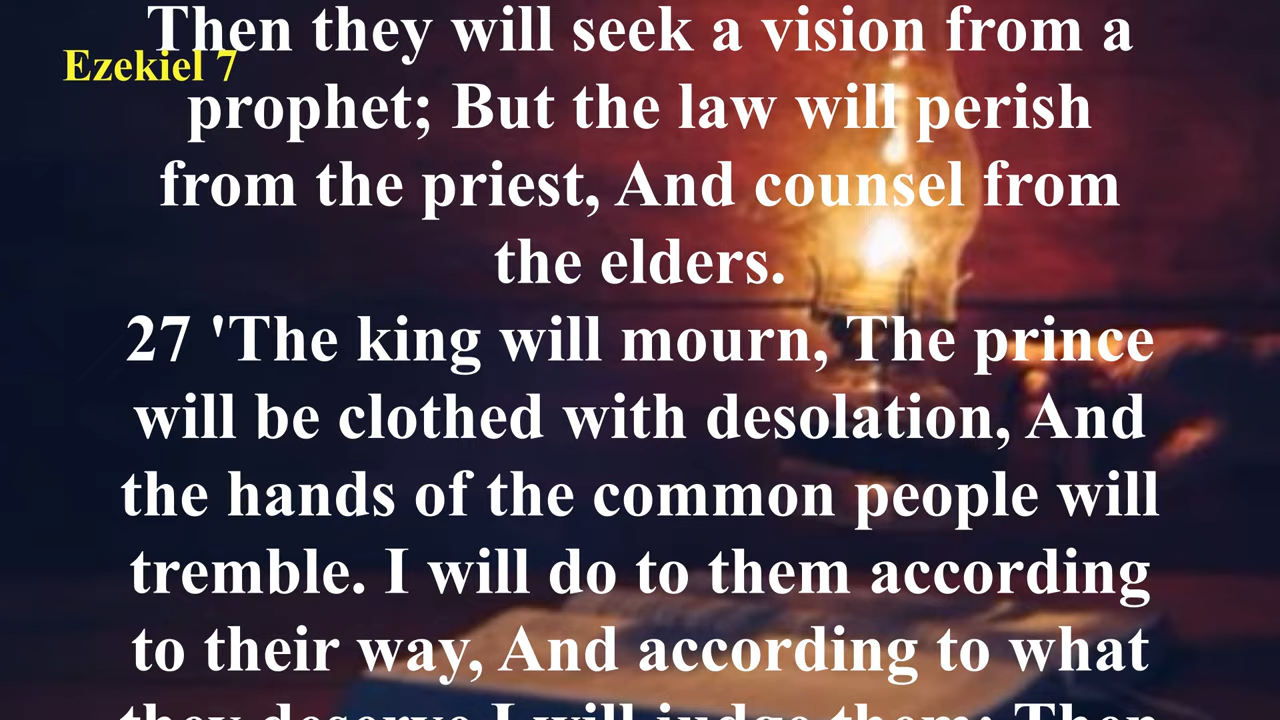 Then they will seek a vision from a
Ezekiel 7
prophet; But the law will perish
from the priest, And counsel from
the elders.
27 'The king will mourn, The prince
will be clothed with desolation, And
the hands of the common people will
tremble. I will do to them according
to their way, And according to what
they deserve I will judge them; Then